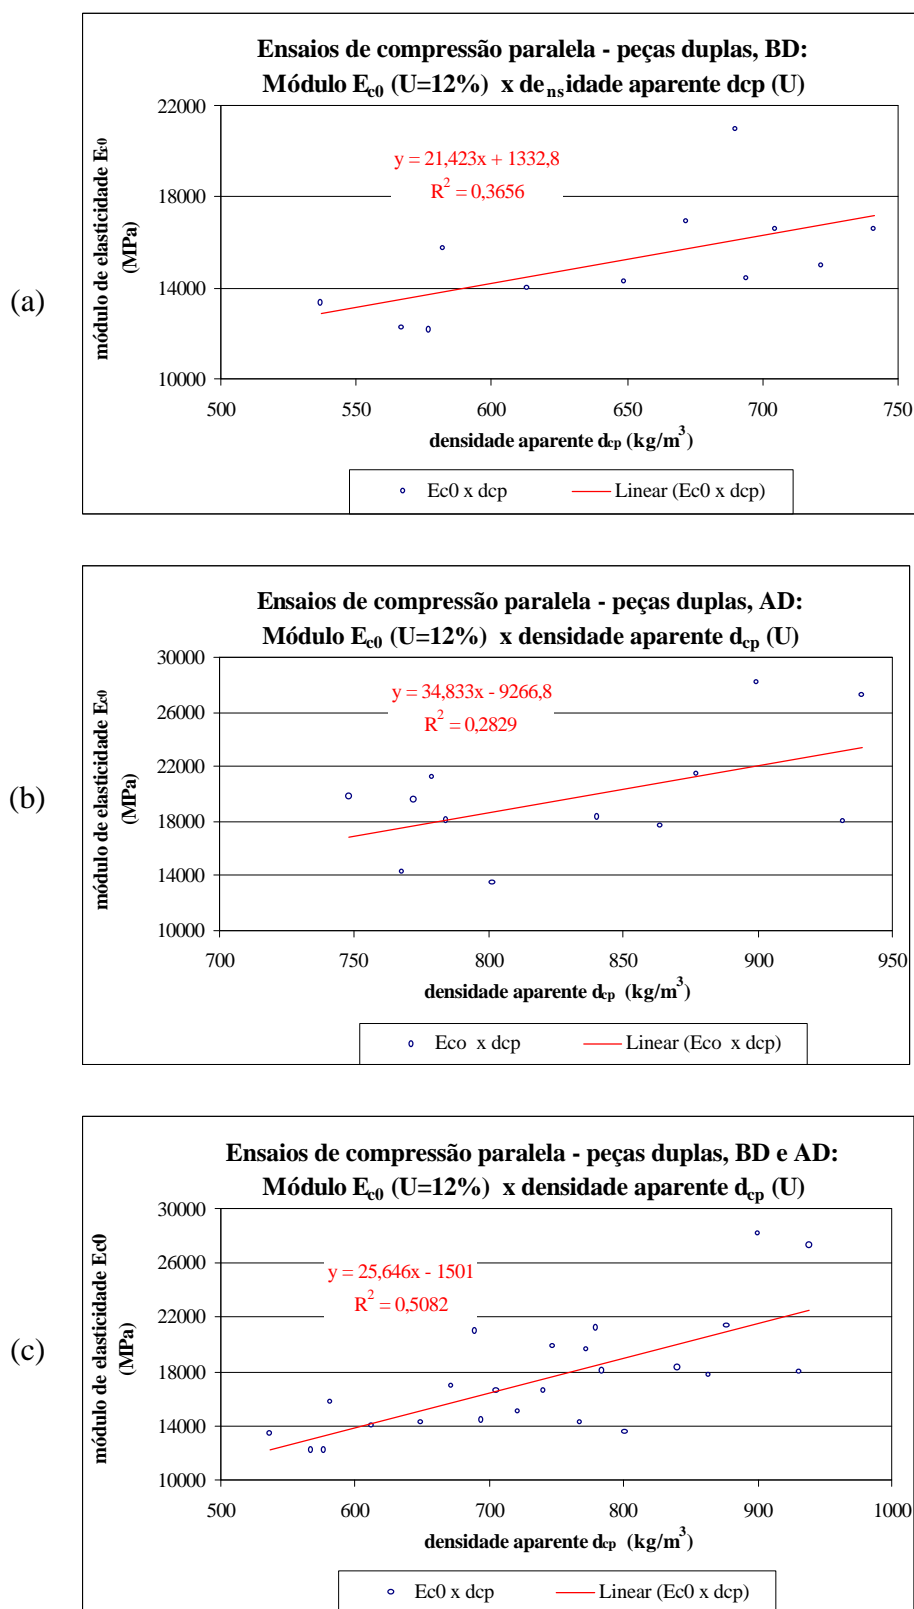 Ensaios de compressão paralela - peças duplas, BD:
Módulo Ec0 (U=12%) x densidade aparente dcp (U)
22000
y = 21,423x + 1332,8
R2 = 0,3656
18000
módulo de elasticidade Ec0
(MPa)
(a)
14000
10000
500 550 600 650 700 750
densidade aparente dcp (kg/m3)
Ec0 x dcp Linear (Ec0 x dcp)
Ensaios de compressão paralela - peças duplas, AD:
Módulo Ec0 (U=12%) x densidade aparente dcp (U)
30000
y = 34,833x - 9266,8
R2 = 0,2829
26000
22000
módulo de elasticidade Ec0
(MPa)
(b)
18000
14000
10000
700 750 800 850 900 950
densidade aparente dcp (kg/m3)
Eco x dcp Linear (Eco x dcp)
Ensaios de compressão paralela - peças duplas, BD e AD:
Módulo Ec0 (U=12%) x densidade aparente dcp (U)
30000
26000
y = 25,646x - 1501
R2 = 0,5082
22000
módulo de elasticidade Ec0
(MPa)
(c)
18000
14000
10000
500 600 700 800 900 1000
densidade aparente dcp (kg/m3)
Ec0 x dcp Linear (Ec0 x dcp)